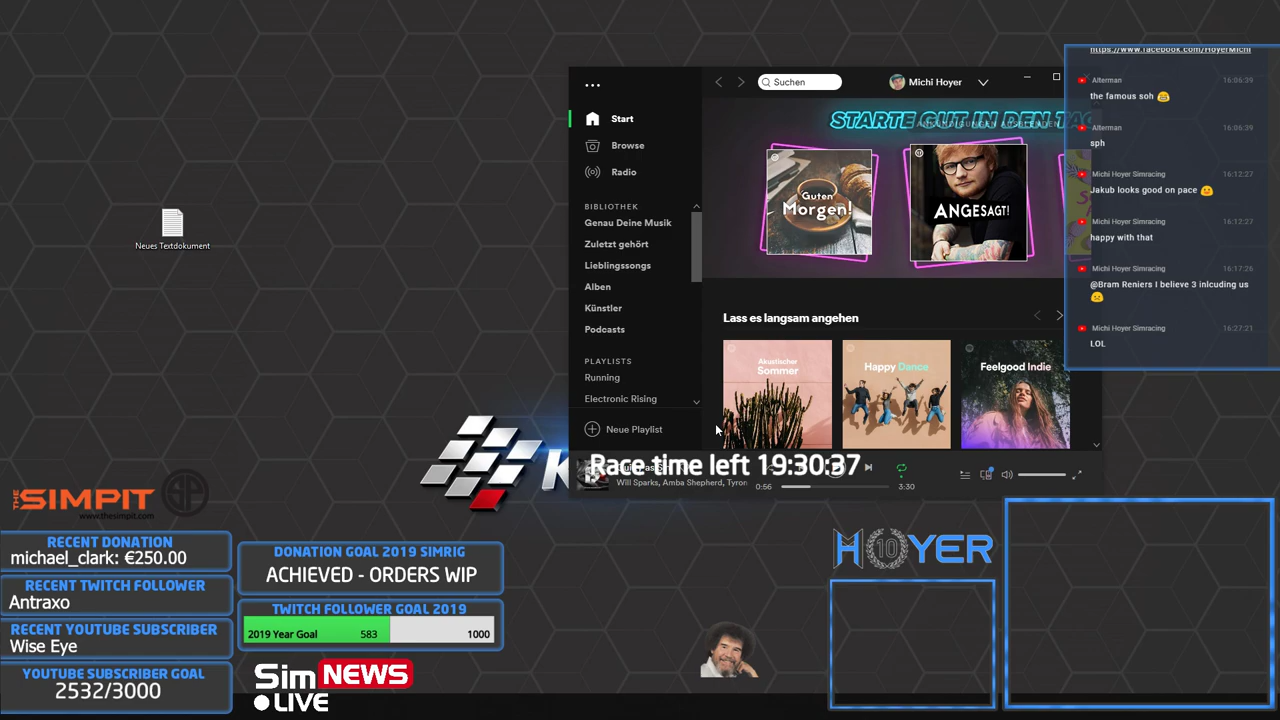 https://www.facebook.com/HoyerMichi
Alterman 16:06:39
the famous soh
Alterman 16:06:39
sph
Michi Hoyer Simracing 16:12:27
Jakub looks good on pace
Michi Hoyer Simracing 16:12:27
happy with that
Michi Hoyer Simracing 16:17:26
@Bram Reniers I believe 3 inlcuding us
Michi Hoyer Simracing 16:27:21
LOL
Suchen
Michi Hoyer
Start
Browse
Radio
BIBLIOTHEK
Genau Deine Musik
Zuletzt gehört
Lieblingssongs
Alben
Künstler
Podcasts
PLAYLISTS
Running
Electronic Rising
Neue Playlist
STARTE GUT IN DEN TAG
ANKÜNDIGUNGEN AUSBLENDEN
Guten Morgen!
ANGESAGT!
Lass es langsam angehen
Akustischer
Sommer
Happy Dance
Feelgood Indie
Neues Textdokument
K
Race time left 19:30:37
Will Sparks, Amba Shepherd, Tyron
0:56
3:30
THE SIMPIT
www.thesimpit.com
RECENT DONATION
michael_clark: €250.00
RECENT TWITCH FOLLOWER
Antraxo
RECENT YOUTUBE SUBSCRIBER
Wise Eye
YOUTUBE SUBSCRIBER GOAL
2532/3000
DONATION GOAL 2019 SIMRIG
ACHIEVED - ORDERS WIP
TWITCH FOLLOWER GOAL 2019
2019 Year Goal 583 1000
Sim NEWS
LIVE
H10YER